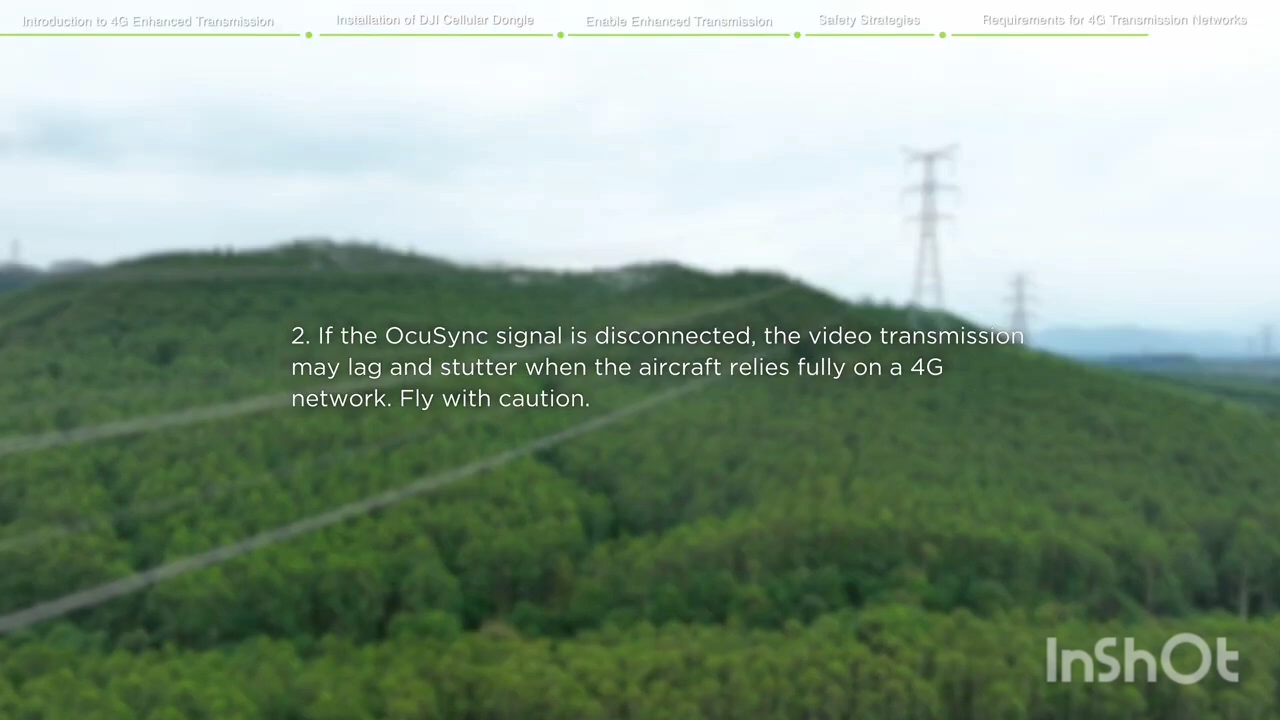 Introduction to 4G Enhanced Transmission
Installation of DJI Cellular Dongle
Enable Enhanced Transmission
Safety Strategies
Requirements for 4G Transmission Networks
2. If the OcuSync signal is disconnected, the video transmission
may lag and stutter when the aircraft relies fully on a 4G
network. Fly with caution.
InShOt